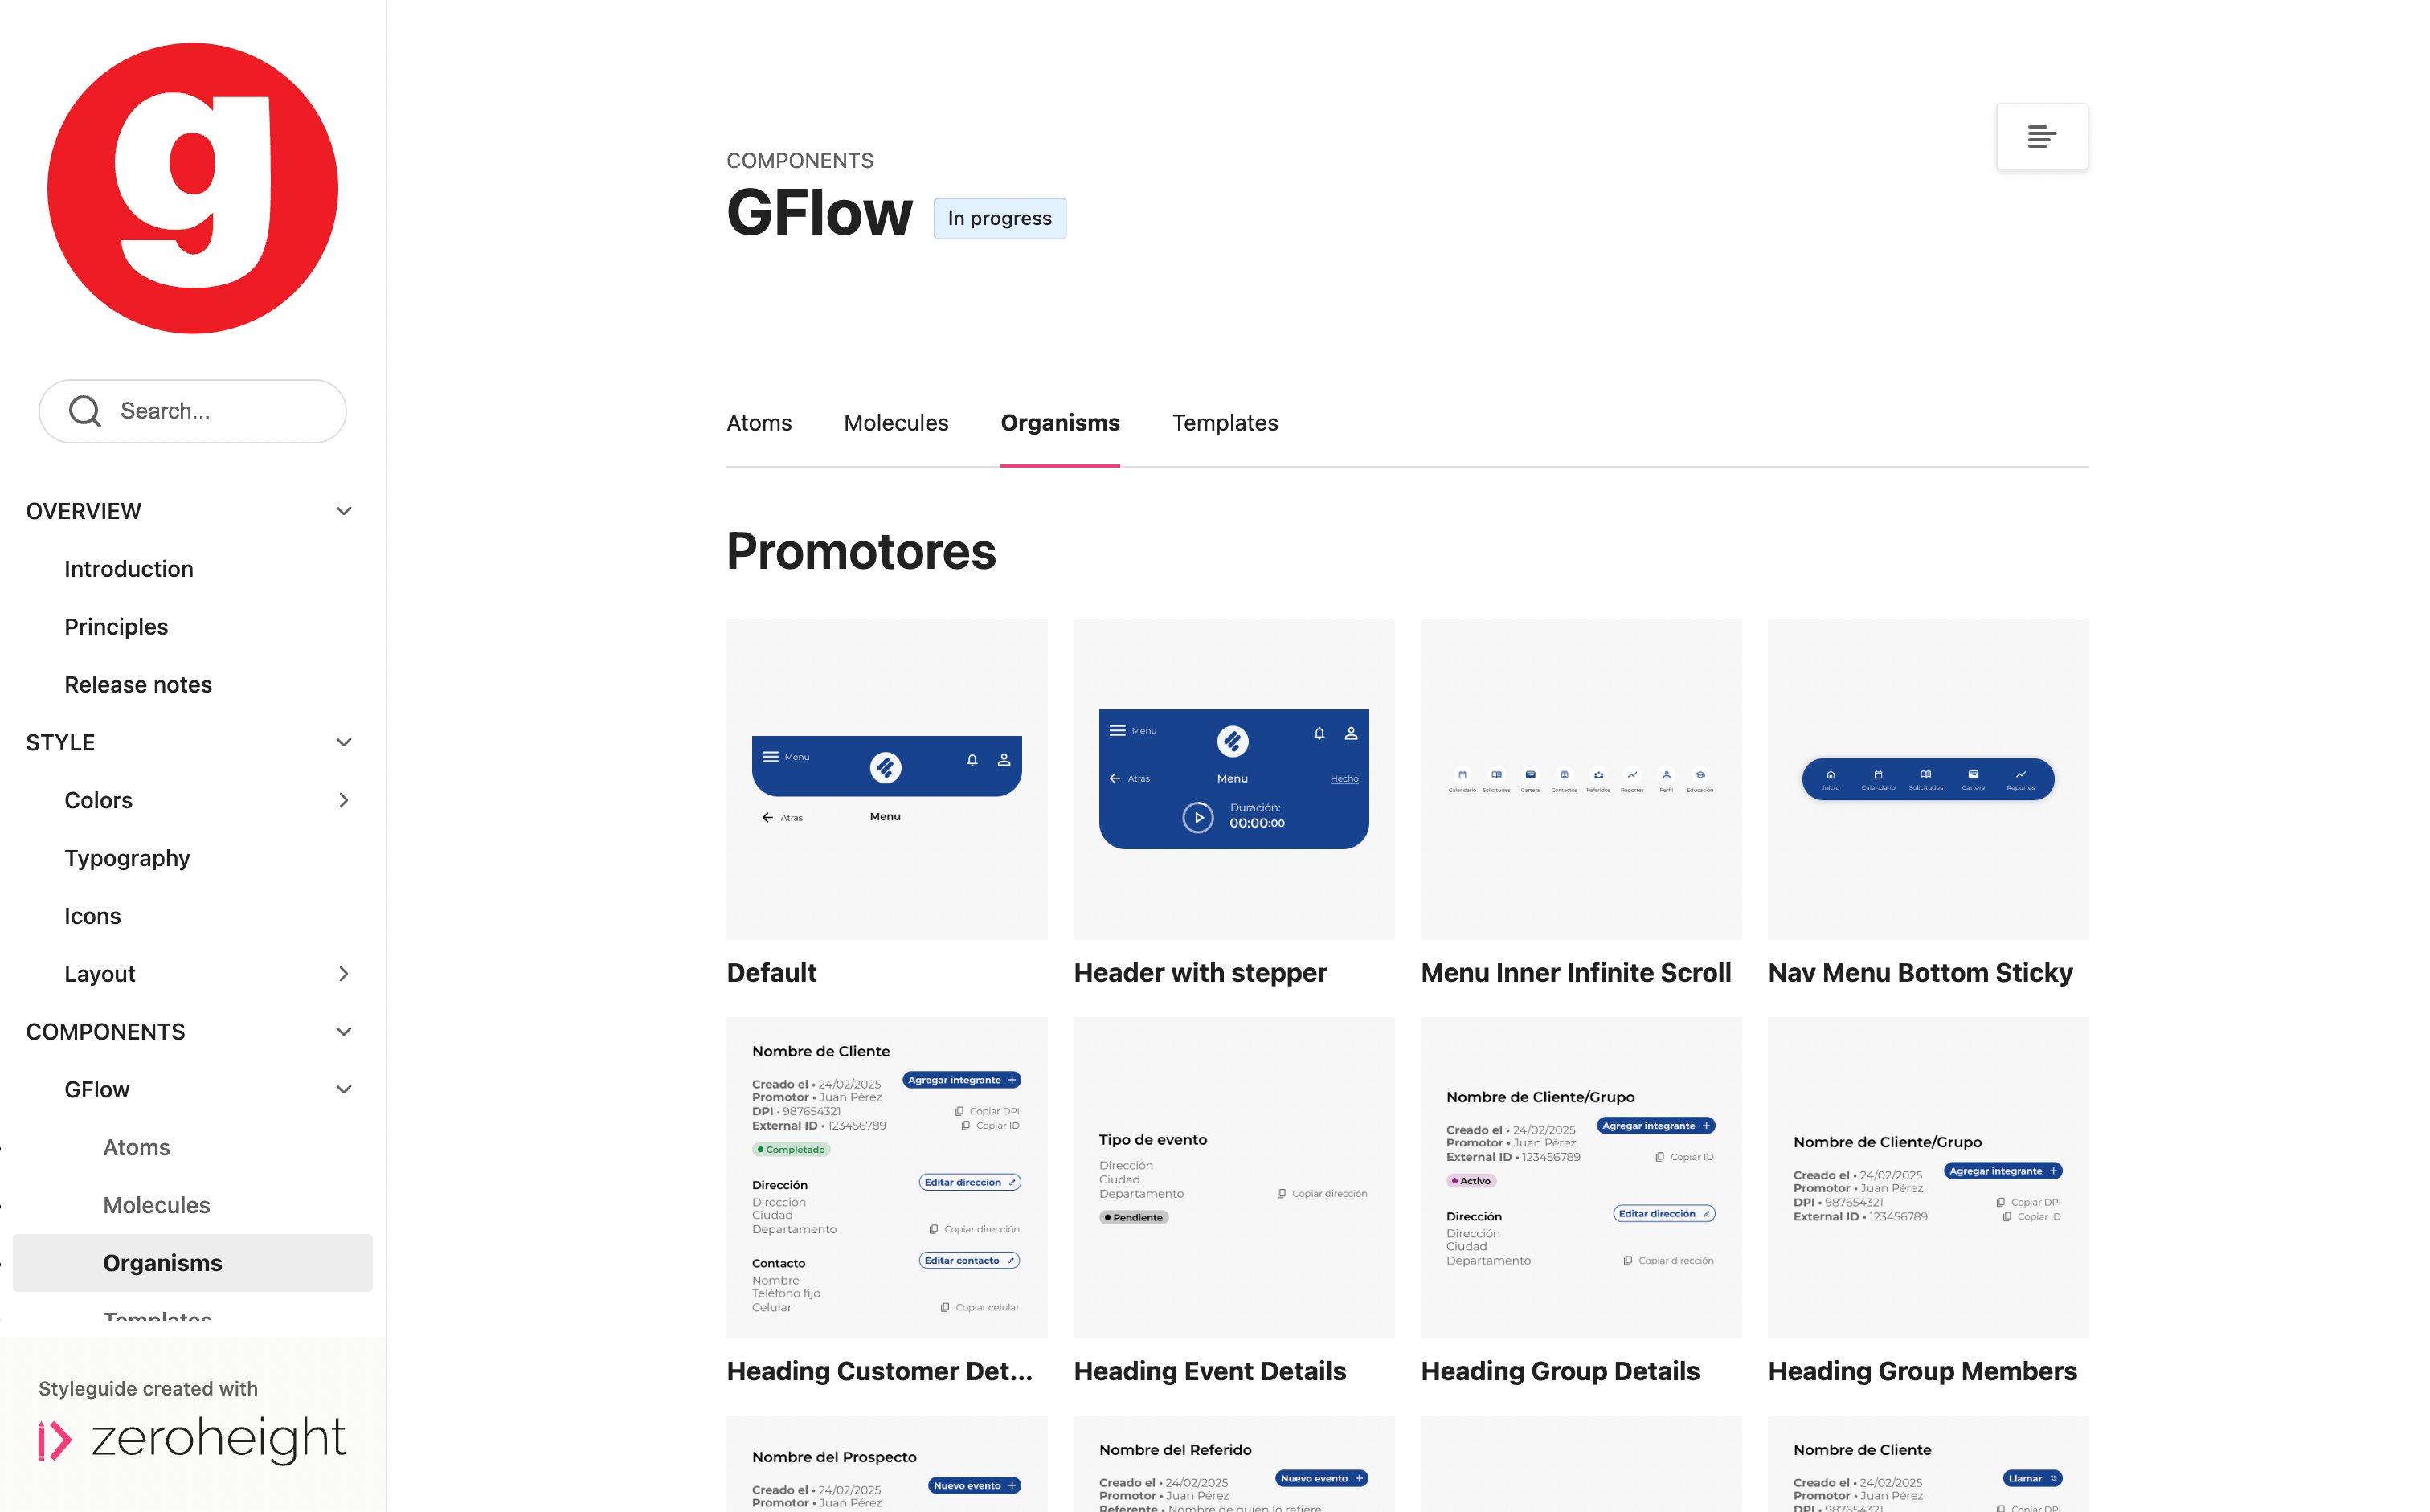 g
Search...
OVERVIEW
Introduction
Principles
Release notes
STYLE
Colors
Typography
Icons
Layout
COMPONENTS
GFlow
Atoms
Molecules
Organisms
Templates
Styleguide created with
zeroheight
COMPONENTS
GFlow
In progress
Atoms Molecules Organisms Templates
Promotores
Menu
Atras Menu
Default
Menu
Atras Menu Hecho
Duración:
00:00:00
Header with stepper
Calendario Solicitudes Cartera Contactos Referidos Reportes Perfil Educación
Menu Inner Infinite Scroll
Inicio Calendario Solicitudes Cartera Reportes
Nav Menu Bottom Sticky
Nombre de Cliente
Agregar integrante +
Creado el • 24/02/2025
Promotor • Juan Pérez
DPI • 987654321 Copiar DPI
External ID • 123456789 Copiar ID
Completado
Dirección Editar dirección
Dirección
Ciudad
Departamento Copiar dirección
Contacto Editar contacto
Nombre
Teléfono fijo
Celular Copiar celular
Heading Customer Det...
Tipo de evento
Dirección
Ciudad
Departamento Copiar dirección
Pendiente
Heading Event Details
Nombre de Cliente/Grupo
Agregar integrante +
Creado el • 24/02/2025
Promotor • Juan Pérez
External ID • 123456789 Copiar ID
Activo
Dirección Editar dirección
Dirección
Ciudad
Departamento Copiar dirección
Heading Group Details
Nombre de Cliente/Grupo
Agregar integrante +
Creado el • 24/02/2025
Promotor • Juan Pérez
DPI • 987654321 Copiar DPI
External ID • 123456789 Copiar ID
Heading Group Members
Nombre del Prospecto
Nuevo evento +
Creado el • 24/02/2025
Promotor • Juan Pérez
Nombre del Referido
Nuevo evento +
Creado el • 24/02/2025
Promotor • Juan Pérez
Referente • Nombre de quien lo refiere
Nombre de Cliente
Llamar
Creado el • 24/02/2025
Promotor • Juan Pérez
DPI • 987654321 Copiar DPI